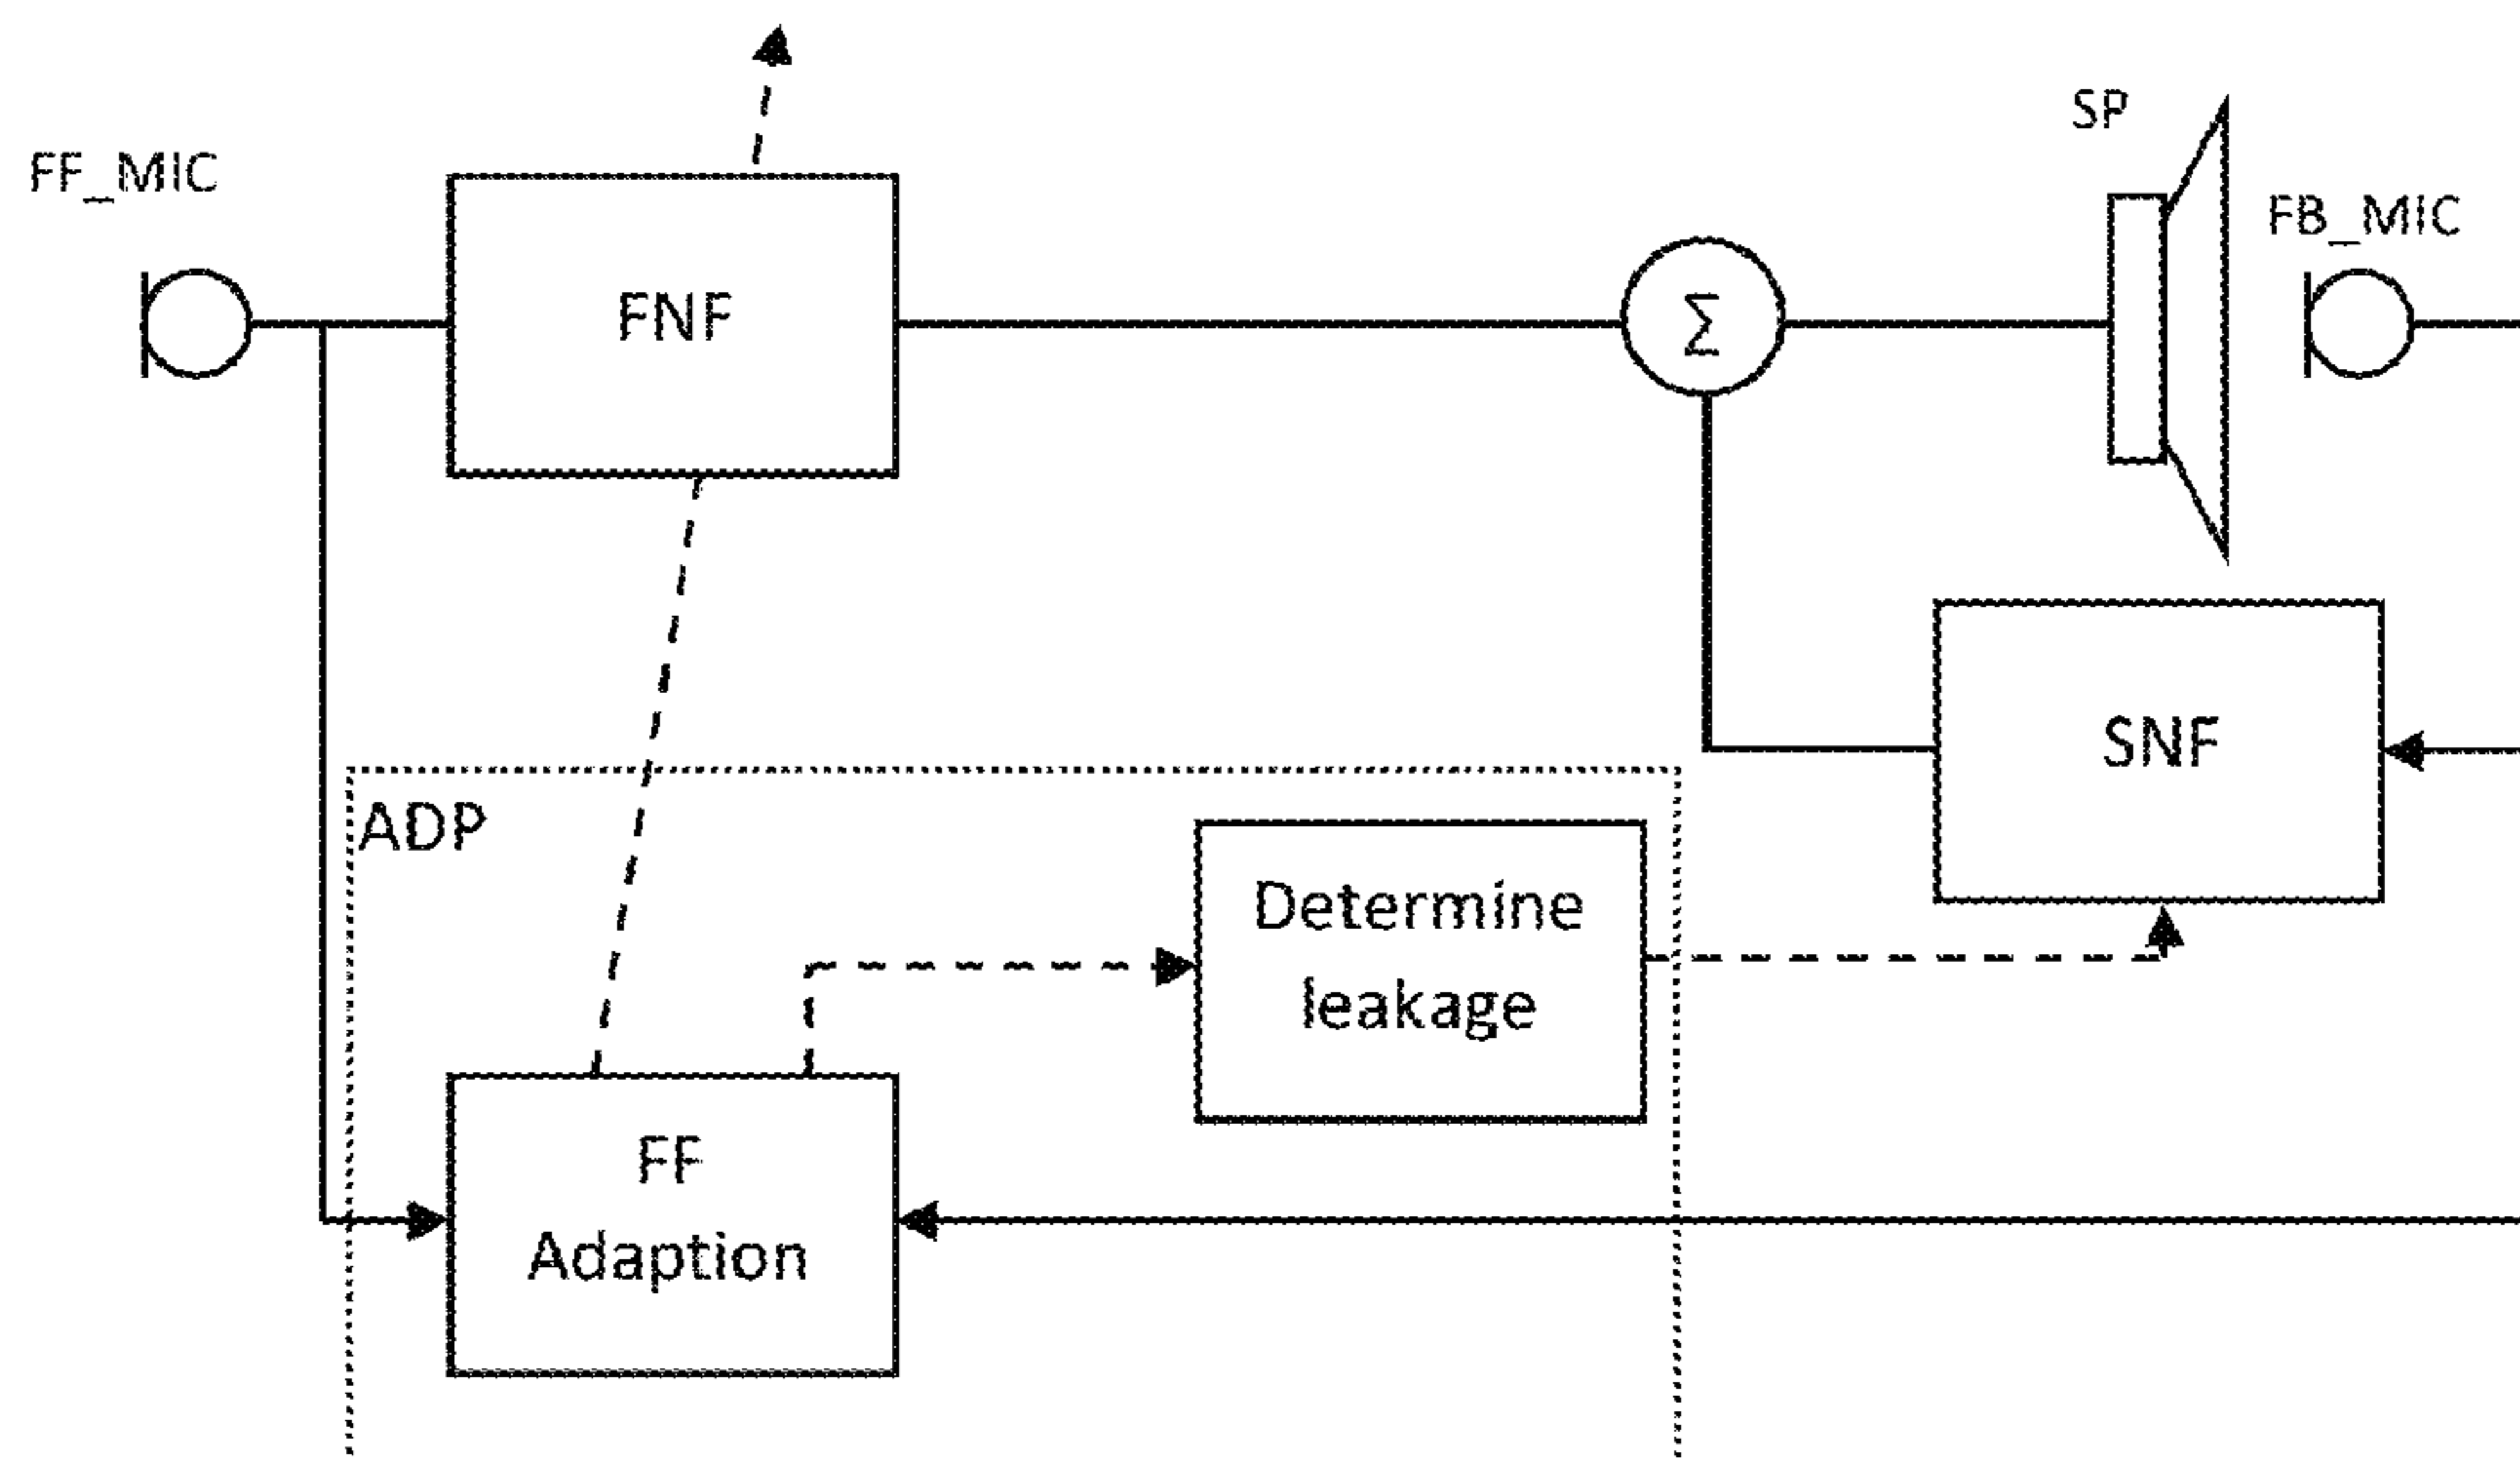 SP
FF_MIC
FB_MIC
FNF
Σ
SNF
ADP
Determine
leakage
FF
Adaption